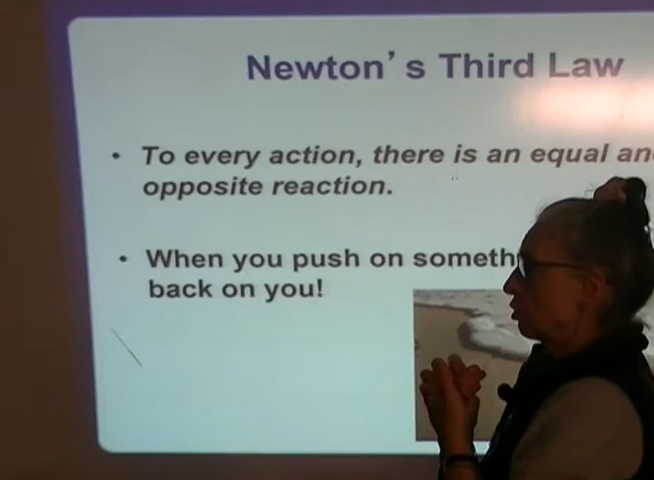 Newton's Third Law
• To every action, there is an equal an
opposite reaction.
• When you push on someth
back on you!